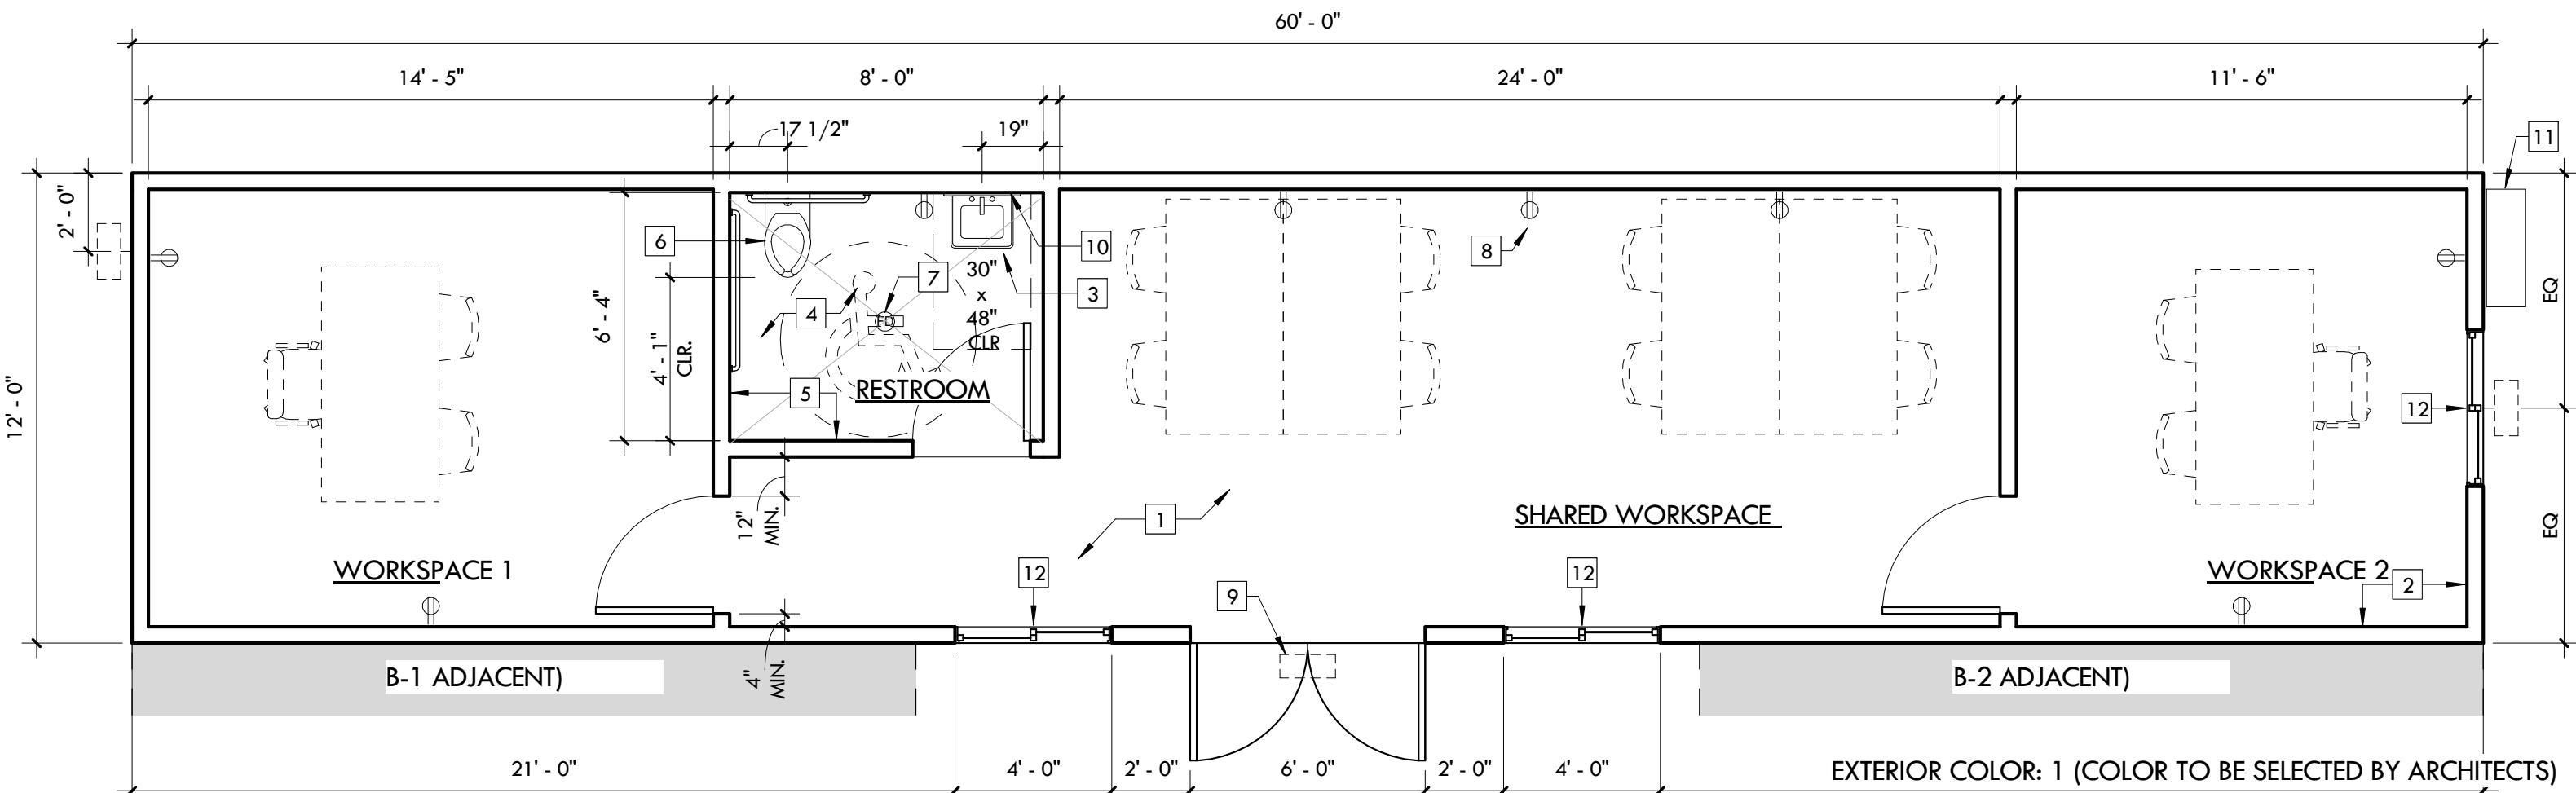 60' - 0"
14' - 5"
8' - 0"
24' - 0"
11' - 6"
17 1/2"
19"
11
2' - 0"
6
10
8
7
30"
x
48"
CLR
3
4
EQ
6' - 4"
4' - 1"
CLR.
5
RESTROOM
FD
12' - 0"
12
12"
MIN.
1
SHARED WORKSPACE
EQ
WORKSPACE 1
12
12
9
WORKSPACE 2
2
B-1 ADJACENT)
4"
MIN.
B-2 ADJACENT)
21' - 0"
4' - 0"
2' - 0"
6' - 0"
2' - 0"
4' - 0"
EXTERIOR COLOR: 1 (COLOR TO BE SELECTED BY ARCHITECTS)